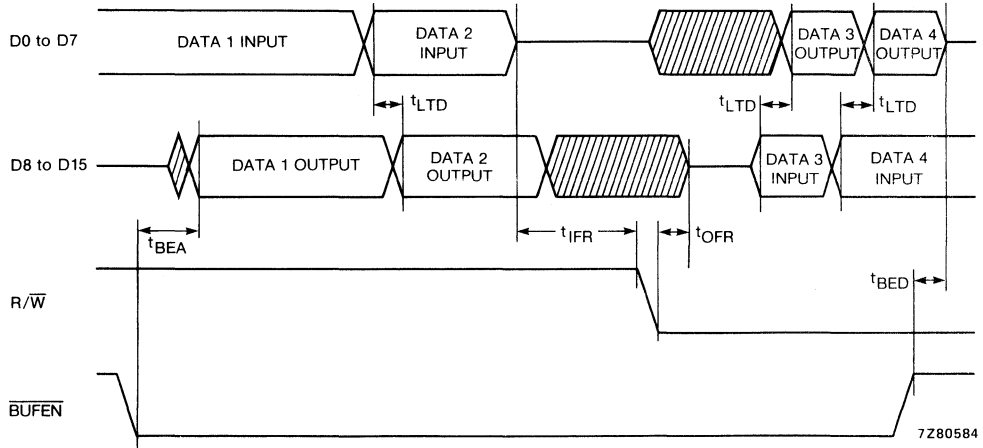 D0 to D7
DATA 1 INPUT
DATA 2
INPUT
DATA 3
OUTPUT
DATA 4
OUTPUT
tLTD
tLTD
tLTD
D8 to D15
DATA 1 OUTPUT
DATA 2
OUTPUT
DATA 3
INPUT
DATA 4
INPUT
tBEA
tIFR
tOFR
tBED
R/W̅
B̅U̅F̅E̅N̅
7Z80584